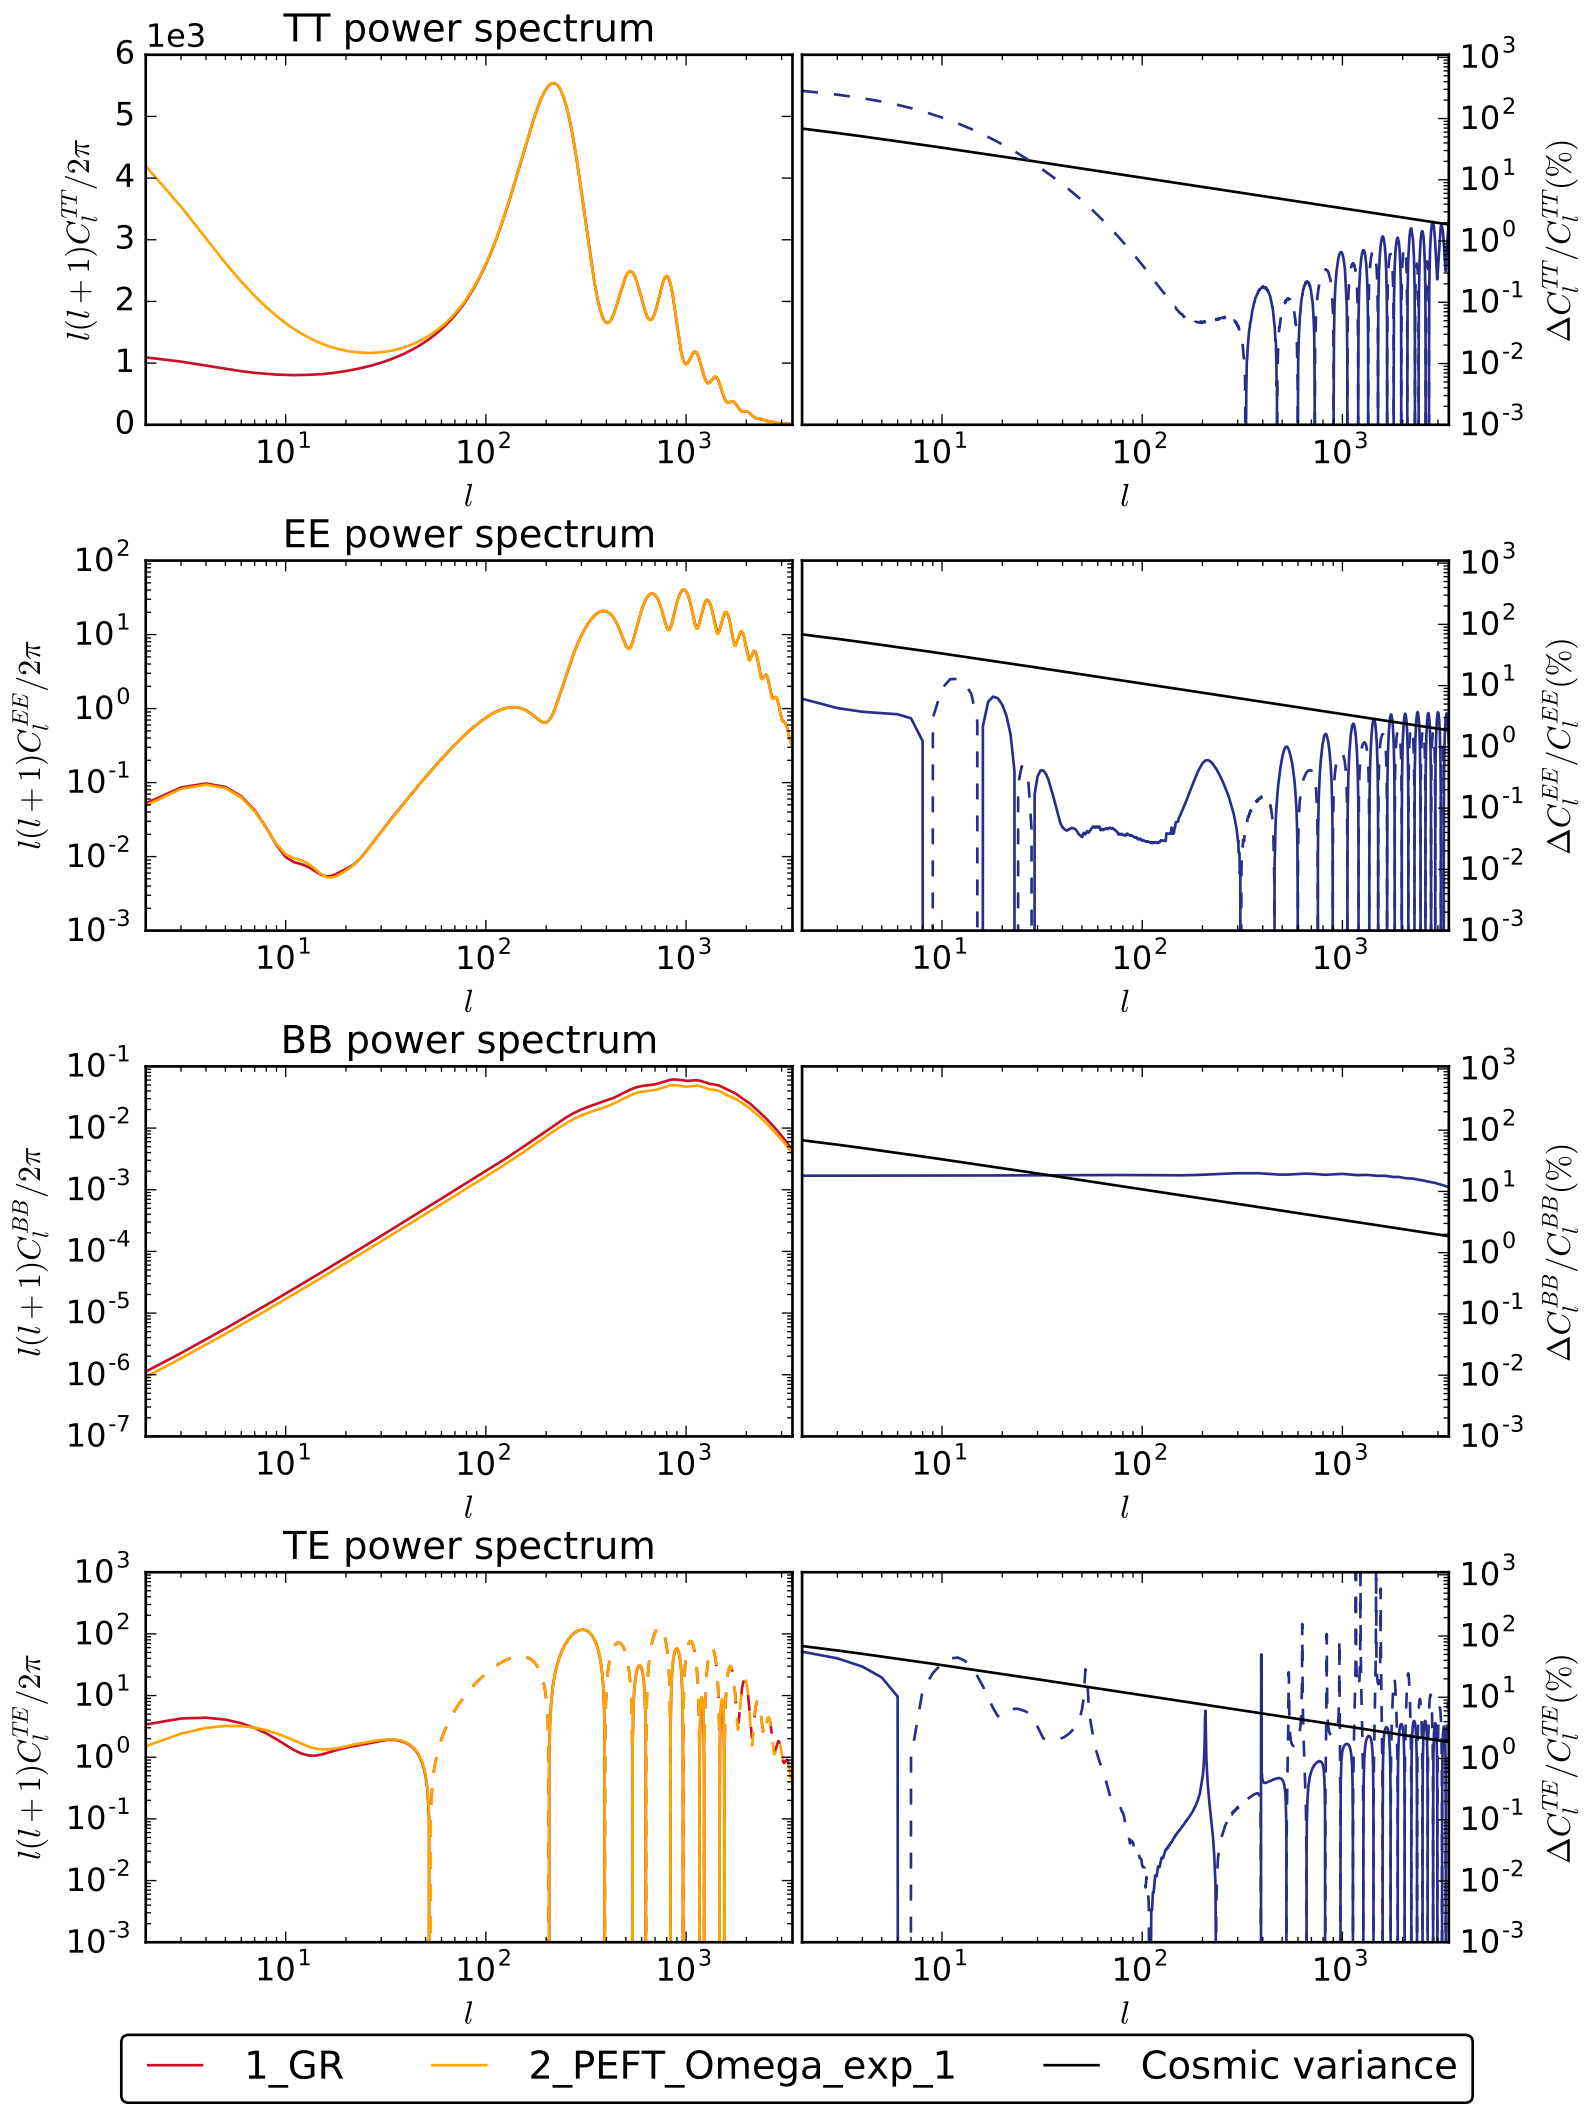 TT power spectrum
1e3
6
5
4
3
2
1
0
l(l + 1)C_l^{TT}/2π
10^1 10^2 10^3
l
10^3
10^2
10^1
10^0
10^-1
10^-2
10^-3
ΔC_l^{TT}/C_l^{TT}(%)
10^1 10^2 10^3
l
EE power spectrum
10^2
10^1
10^0
10^-1
10^-2
10^-3
l(l + 1)C_l^{EE}/2π
10^1 10^2 10^3
l
10^3
10^2
10^1
10^0
10^-1
10^-2
10^-3
ΔC_l^{EE}/C_l^{EE}(%)
10^1 10^2 10^3
l
BB power spectrum
10^-1
10^-2
10^-3
10^-4
10^-5
10^-6
10^-7
l(l + 1)C_l^{BB}/2π
10^1 10^2 10^3
l
10^3
10^2
10^1
10^0
10^-1
10^-2
10^-3
ΔC_l^{BB}/C_l^{BB}(%)
10^1 10^2 10^3
l
TE power spectrum
10^3
10^2
10^1
10^0
10^-1
10^-2
10^-3
l(l + 1)C_l^{TE}/2π
10^1 10^2 10^3
l
10^3
10^2
10^1
10^0
10^-1
10^-2
10^-3
ΔC_l^{TE}/C_l^{TE}(%)
10^1 10^2 10^3
l
1_GR 2_PEFT_Omega_exp_1 Cosmic variance